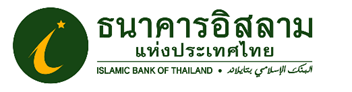 ธนาคารอิสลาม
แห่งประเทศไทย
ISLAMIC BANK OF THAILAND • البنك الإسلامي بتايلاند